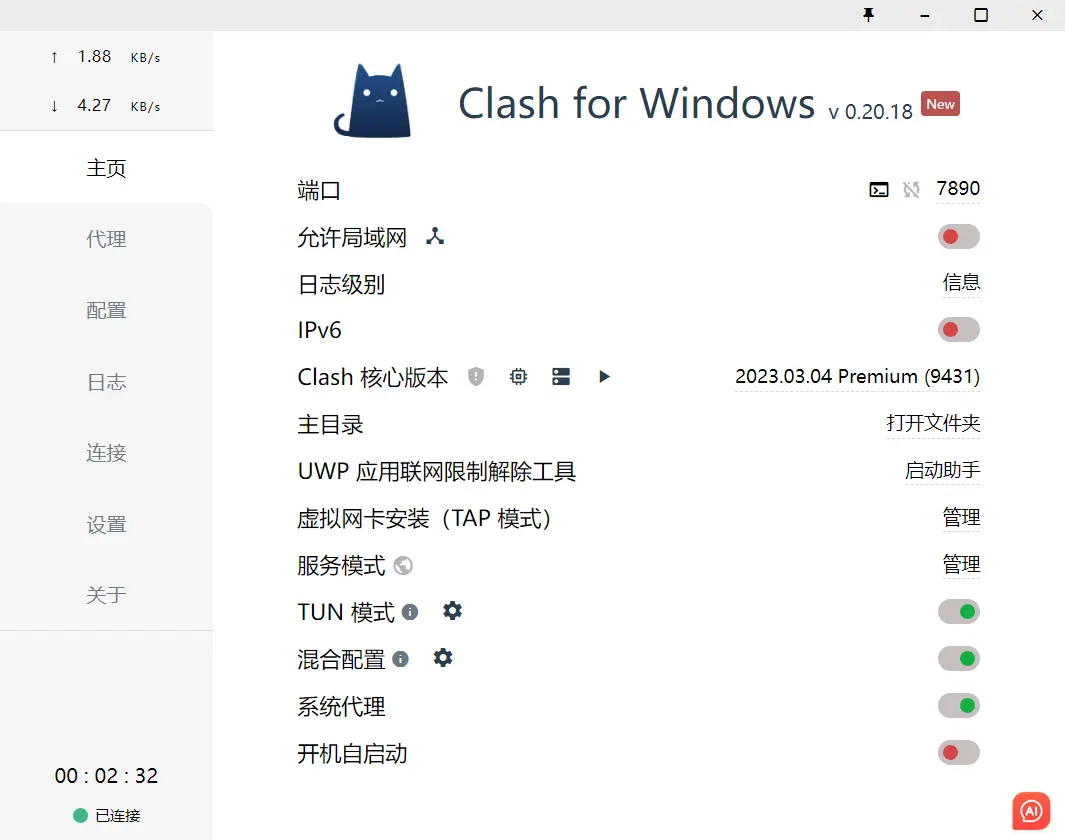 ↑ 1.88 KB/s
↓ 4.27 KB/s
主页
代理
配置
日志
连接
设置
关于
00 : 02 : 32
已连接
Clash for Windows v 0.20.18 New
端口 7890
允许局域网
日志级别 信息
IPv6
Clash 核心版本 2023.03.04 Premium (9431)
主目录 打开文件夹
UWP 应用联网限制解除工具 启动助手
虚拟网卡安装（TAP 模式） 管理
服务模式 管理
TUN 模式
混合配置
系统代理
开机自启动
AI